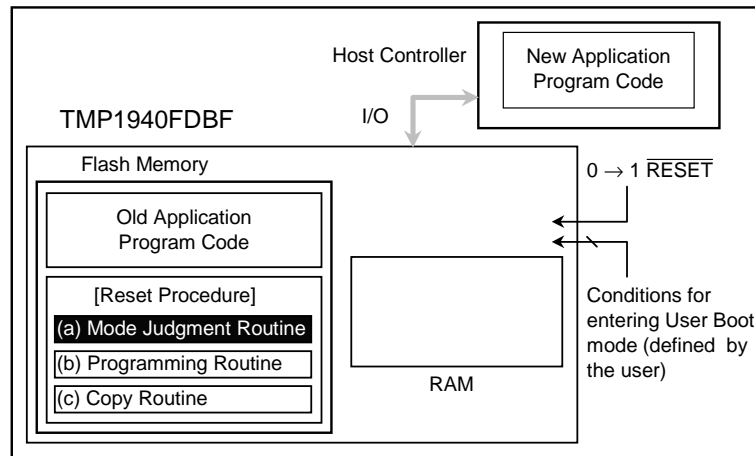 Host Controller
New Application
Program Code
TMP1940FDBF
I/O
Flash Memory
0 → 1 RESET
Old Application
Program Code
[Reset Procedure]
(a) Mode Judgment Routine
(b) Programming Routine
(c) Copy Routine
RAM
Conditions for
entering User Boot
mode (defined by
the user)